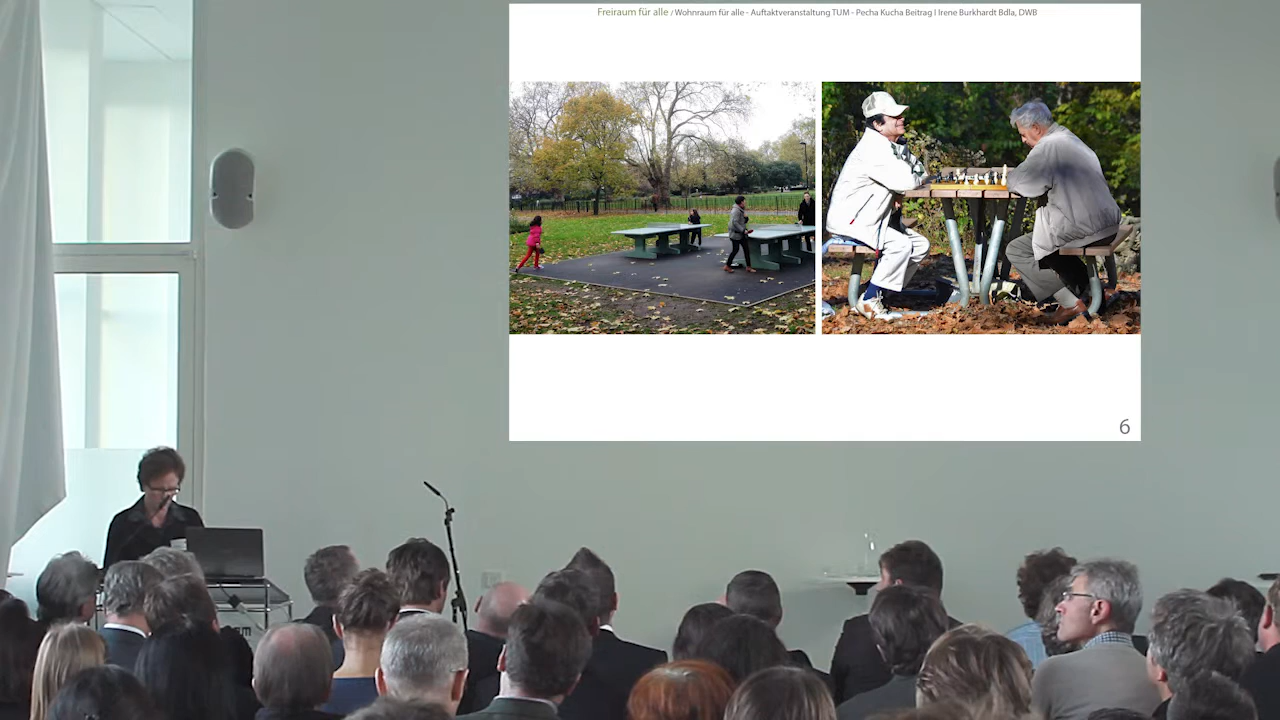 Freiraum für alle / Wohnraum für alle - Auftaktveranstaltung TUM - Pecha Kucha Beitrag I Irene Burkhardt Bdla, DWB
6